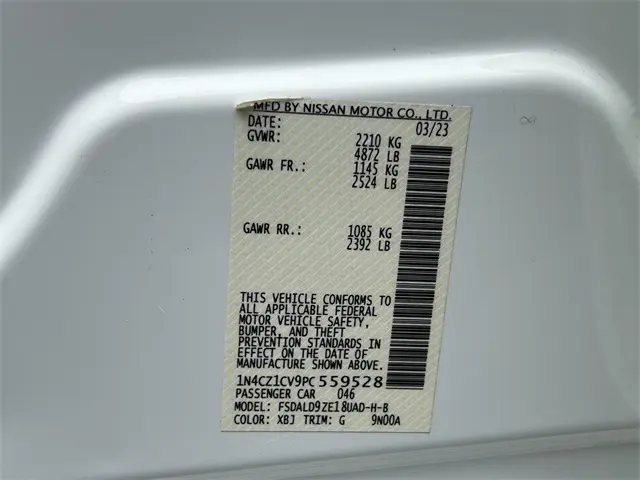 MFD BY NISSAN MOTOR CO., LTD.
DATE: 03/23
GVWR: 2210 KG
4872 LB
GAWR FR.: 1145 KG
2524 LB
GAWR RR.: 1085 KG
2392 LB
THIS VEHICLE CONFORMS TO
ALL APPLICABLE FEDERAL
MOTOR VEHICLE SAFETY,
BUMPER, AND THEFT
PREVENTION STANDARDS IN
EFFECT ON THE DATE OF
MANUFACTURE SHOWN ABOVE.
1N4CZ1CV9PC559528
PASSENGER CAR 046
MODEL: FSDALD9ZE18UAD-H-B
COLOR: XBJ TRIM: G 9N00A